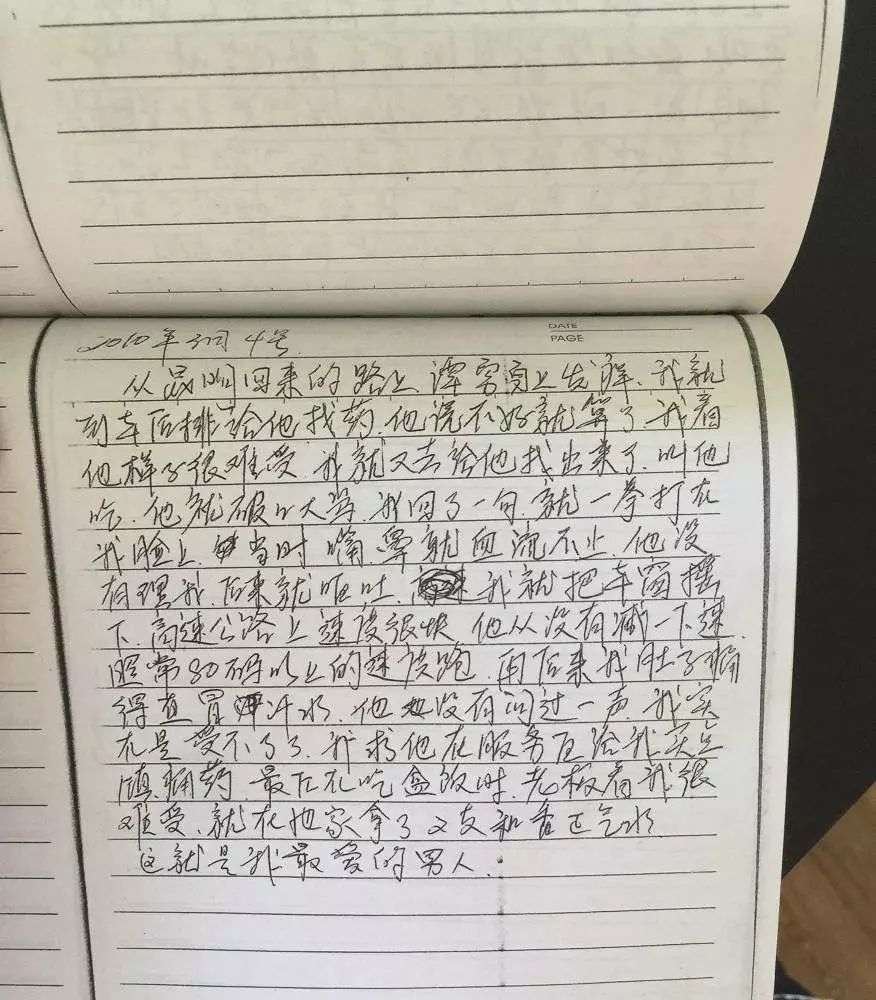 DATE
PAGE
2010年3月4号.
从昆明回来的路上 谭勇身上发痒. 我就
到车后排给他找药. 他说不好就算了. 我看
他样子很难受. 我就又去给他找出来了. 叫他
吃. 他就破口大骂. 我回了一句. 就一拳打在
我脸上. 当时嘴. 鼻就血流不止. 他没
有理我. 后来就呕吐. 我就把车窗摇
下. 高速公路上速度很快. 他从没有减一下速.
照常80码以上的速度跑. 再后来我肚子痛
得直冒汗水. 他也没有问过一声. 我实
在是受不了了. 我求他在服务区给我买点
镇痛药. 最后在吃盒饭时. 老板看我很
难受、就在他家拿了2支和香正气水.
这就是我最爱的男人.